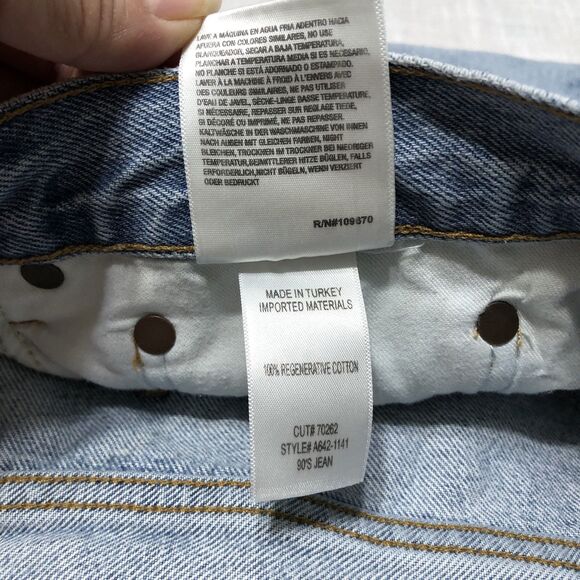 LAVE A MAQUINA EN AGUA FRIA ADENTRO HACIA
AFUERA CON COLORES SIMILARES, NO USE
BLANQUEADOR, SECAR A BAJA TEMPERATURA,
PLANCHAR A TEMPERATURA MEDIA SI ES NECESARIO,
NO PLANCHE SI ESTÁ ADORNADO O ESTAMPADO
LAVER À LA MACHINE À FROID À L'ENVERS AVEC
DES COULEURS SIMILAIRES, NE PAS UTILISER
D'EAU DE JAVEL, SÈCHE-LINGE BASSE TEMPÉRATURE,
SI NÉCESSAIRE, REPASSER SUR RÉGLAGE TIÈDE,
SI DÉCORÉ OU IMPRIMÉ, NE PAS REPASSER.
KALTWÄSCHE IN DER WASCHMASCHINE VON INNEN
NACH AUßEN MIT GLEICHEN FARBEN, NIGHT
BLEICHEN, TROCKNEN IM TROCKNER BEI NIEDRIGER
TEMPERATUR, BEI MITTLERER HITZE BÜGELN, FALLS
ERFORDERLICH, NICHT BÜGELN, WENN VERZIERT
ODER BEDRUCKT
R/N#109670
MADE IN TURKEY
IMPORTED MATERIALS
100% REGENERATIVE COTTON
CUT# 70262
STYLE# A642-1141
90'S JEAN